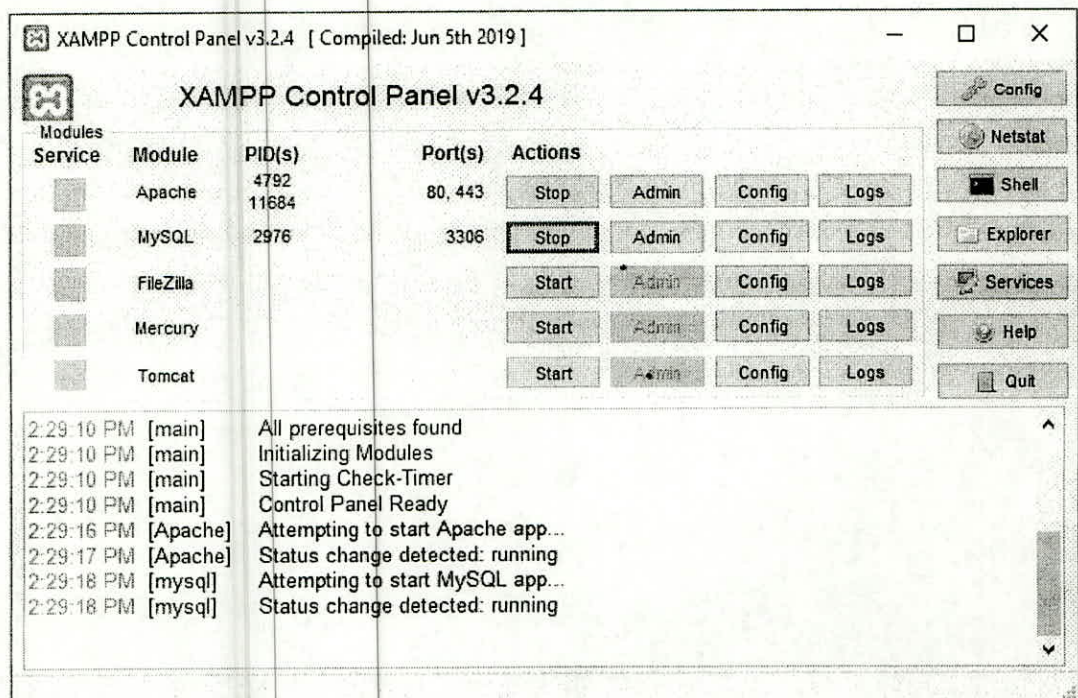 XAMPP Control Panel v3.2.4 [ Compiled: Jun 5th 2019 ]
XAMPP Control Panel v3.2.4
Config
Modules
Netstat
Service Module PID(s) Port(s) Actions
Apache 4792 11684 80, 443 Stop Admin Config Logs
Shell
MySQL 2976 3306 Stop Admin Config Logs
Explorer
FileZilla Start Admin Config Logs
Services
Mercury Start Admin Config Logs
Help
Tomcat Start Admin Config Logs
Quit
2:29:10 PM [main] All prerequisites found
2:29:10 PM [main] Initializing Modules
2:29:10 PM [main] Starting Check-Timer
2:29:10 PM [main] Control Panel Ready
2:29:16 PM [Apache] Attempting to start Apache app...
2:29:17 PM [Apache] Status change detected: running
2:29:18 PM [mysql] Attempting to start MySQL app...
2:29:18 PM [mysql] Status change detected: running